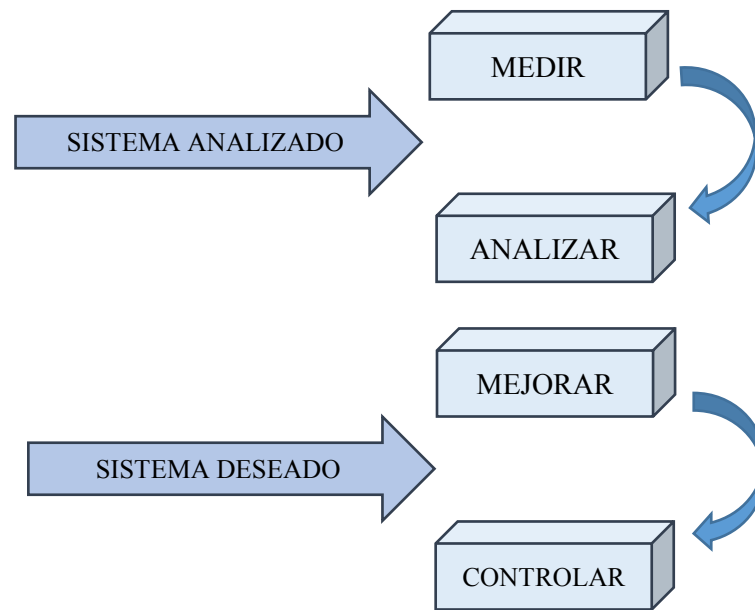 MEDIR
SISTEMA ANALIZADO
ANALIZAR
MEJORAR
SISTEMA DESEADO
CONTROLAR